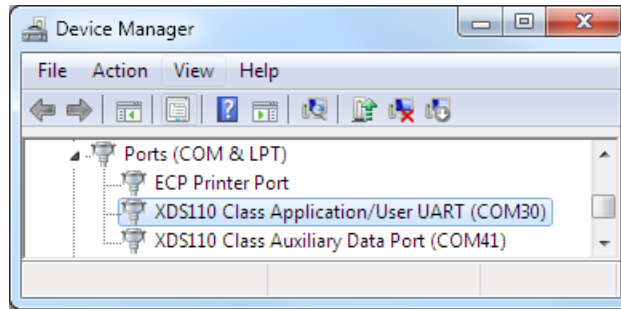 Device Manager
File Action View Help
Ports (COM & LPT)
ECP Printer Port
XDS110 Class Application/User UART (COM30)
XDS110 Class Auxiliary Data Port (COM41)